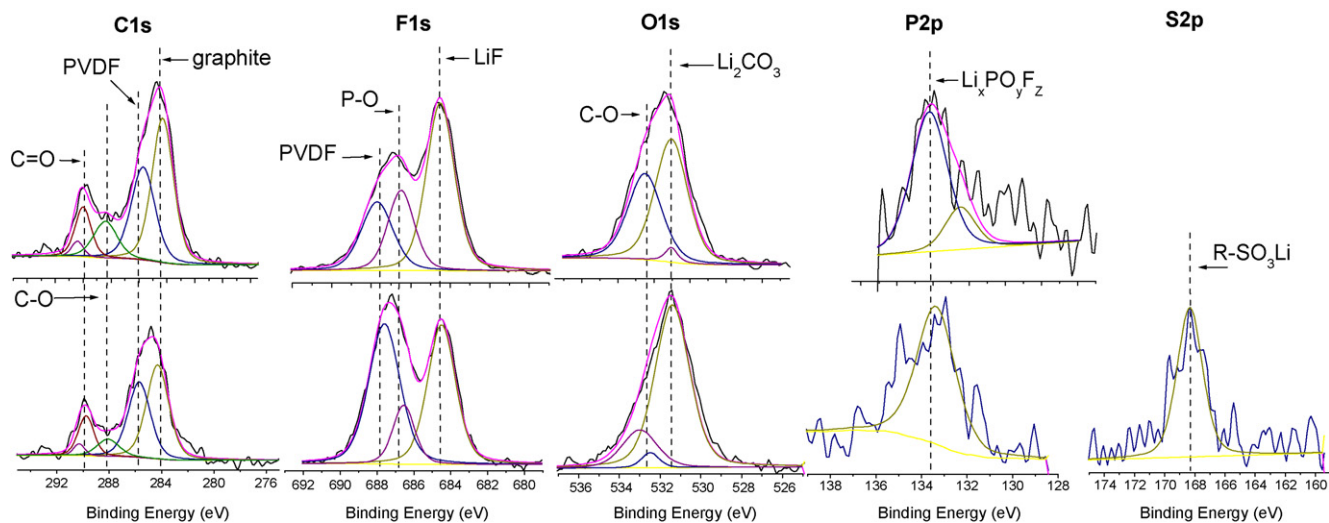 C1s
F1s
O1s
P2p
S2p
PVDF
graphite
C=O
C-O
LiF
P-O
PVDF
Li₂CO₃
C-O
LiₓPOᵧF_Z
R-SO₃Li
292 288 284 280 276
692 690 688 686 684 682 680
536 534 532 530 528 526
138 136 134 132 130 128
174 172 170 168 166 164 162 160
Binding Energy (eV)
Binding Energy (eV)
Binding Energy (eV)
Binding Energy (eV)
Binding Energy (eV)